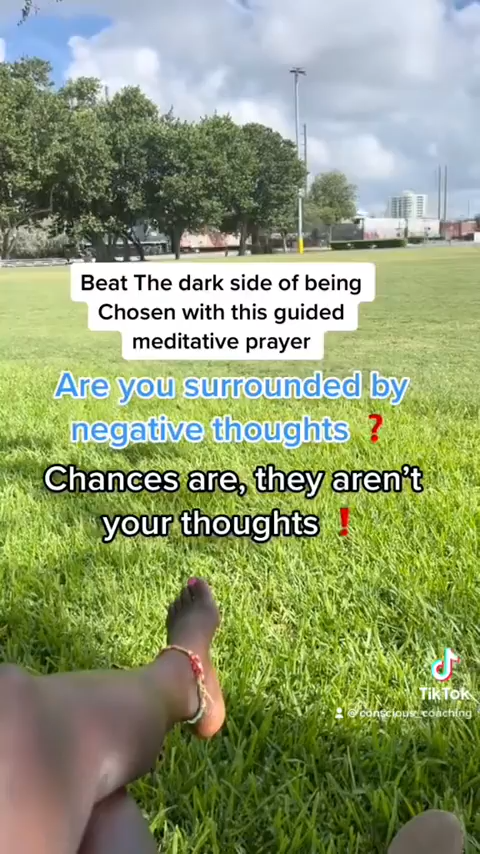 Beat The dark side of being
Chosen with this guided
meditative prayer
Are you surrounded by
negative thoughts ❓
Chances are, they aren't
your thoughts ❗
TikTok
@conscious_coaching